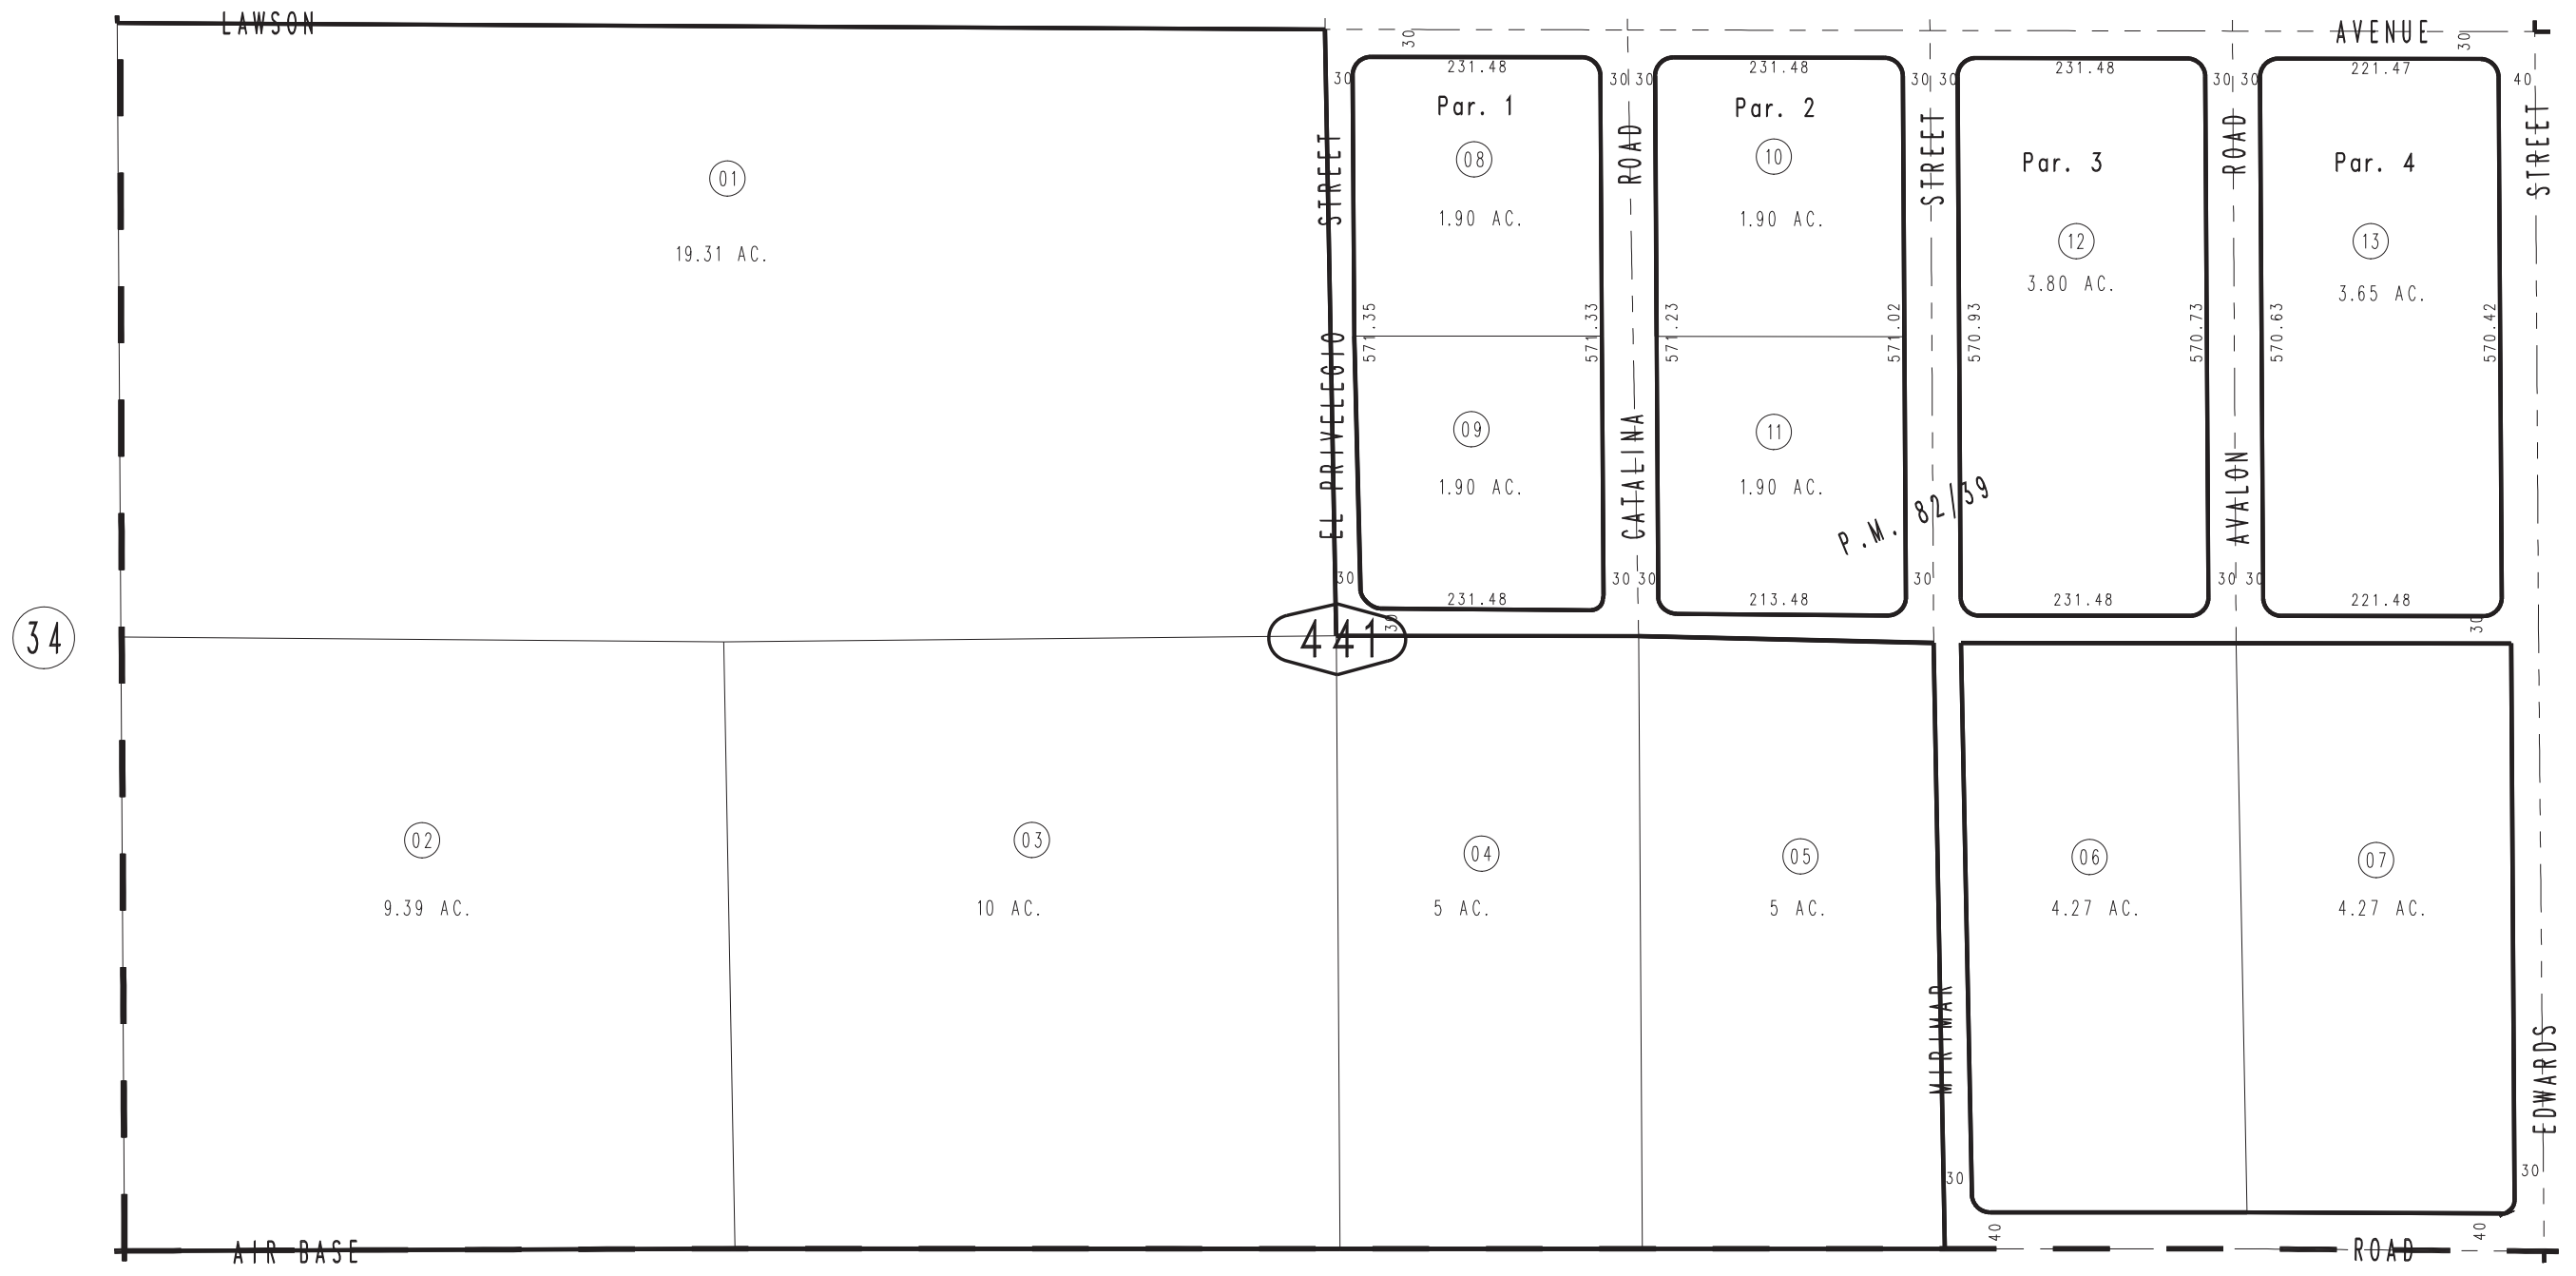 LAWSON
AVENUE
30
30
30
231.48
30 30
231.48
30 30
231.48
30 30
221.47
40
Par. 1
Par. 2
Par. 3
Par. 4
01
08
10
12
13
19.31 AC.
1.90 AC.
1.90 AC.
3.80 AC.
3.65 AC.
EL PRIVELEGIO STREET
CATALINA ROAD
STREET
AVALON ROAD
STREET
571.35
571.33
571.23
571.02
570.93
570.73
570.63
570.42
09
11
1.90 AC.
1.90 AC.
P.M. 82/39
30
30 30
30
30 30
231.48
213.48
231.48
221.48
30
30
34
441
02
03
04
05
06
07
9.39 AC.
10 AC.
5 AC.
5 AC.
4.27 AC.
4.27 AC.
MIRIMAR
EDWARDS
30
30
40
40
AIR BASE
ROAD